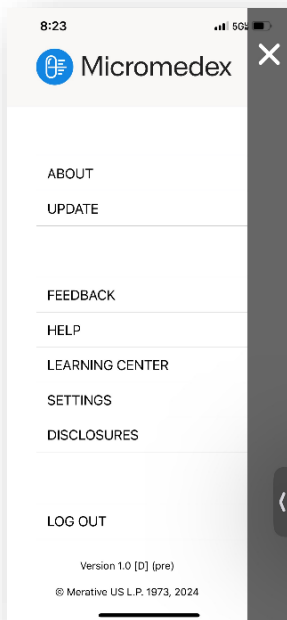 8:23
5G
Micromedex
ABOUT
UPDATE
FEEDBACK
HELP
LEARNING CENTER
SETTINGS
DISCLOSURES
LOG OUT
Version 1.0 [D] (pre)
© Merative US L.P. 1973, 2024